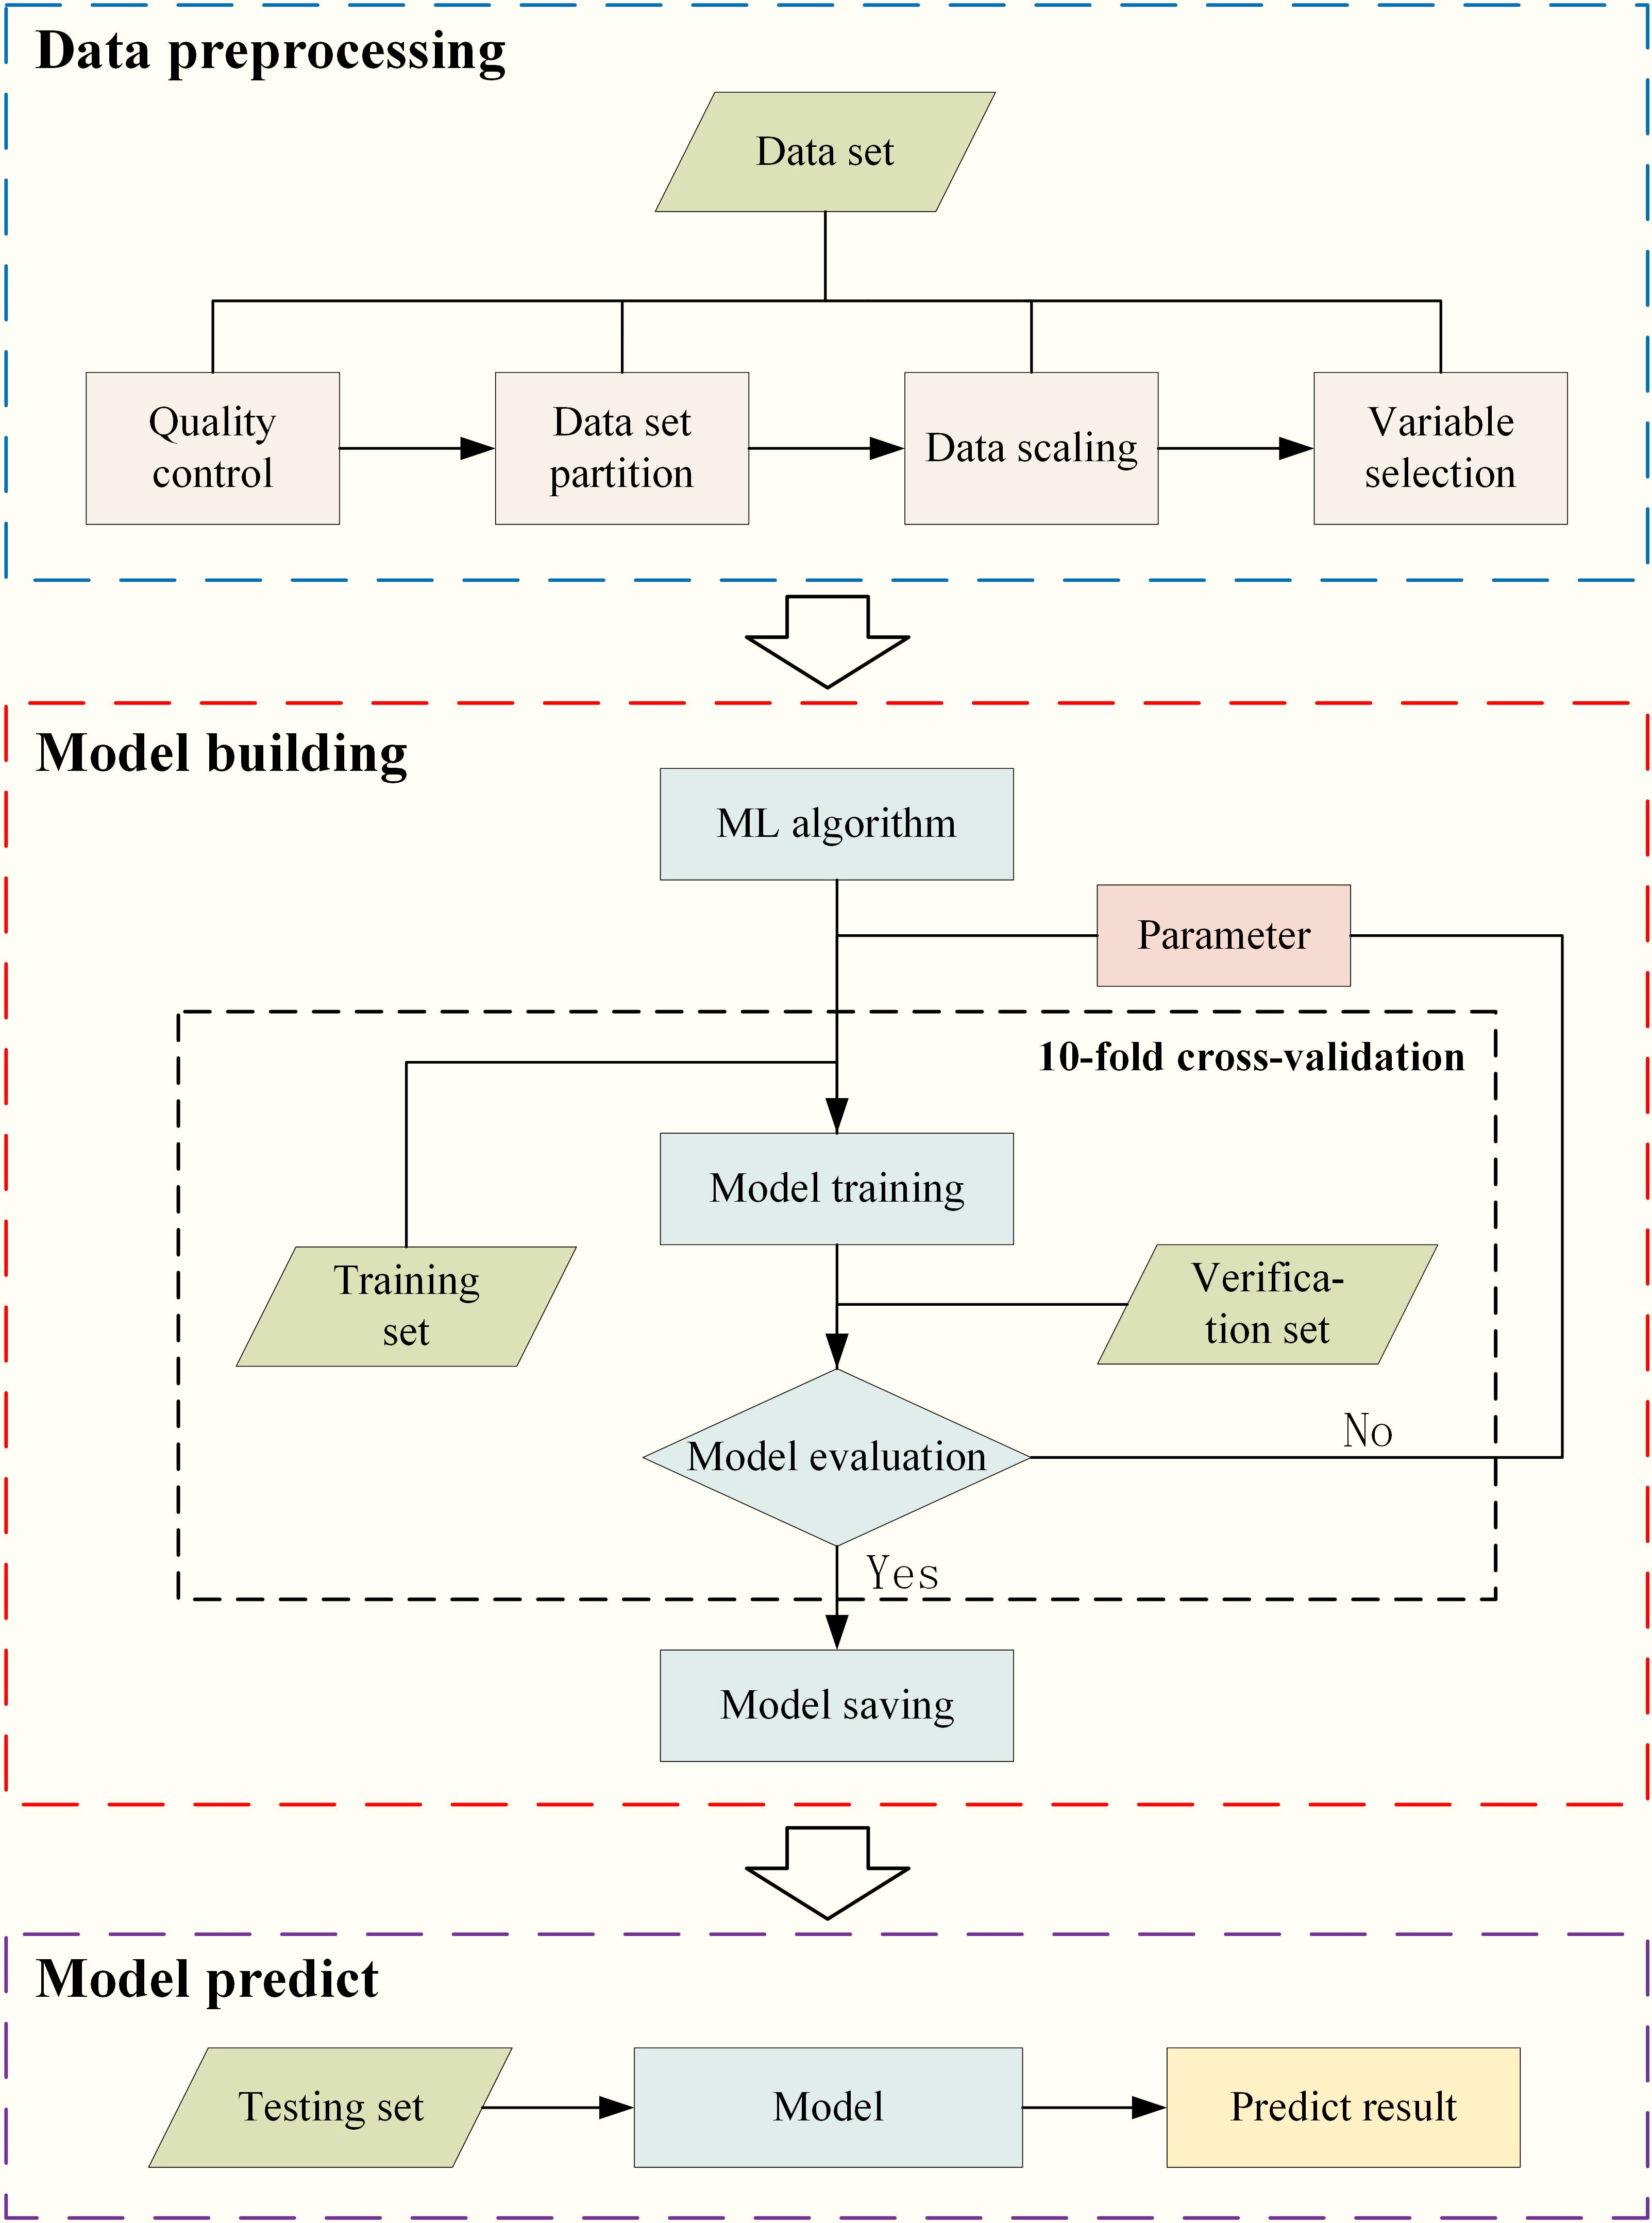 Data preprocessing
Data set
Quality
control
Data set
partition
Data scaling
Variable
selection
Model building
ML algorithm
Parameter
10-fold cross-validation
Model training
Training
set
Verifica-
tion set
Model evaluation
No
Yes
Model saving
Model predict
Testing set
Model
Predict result